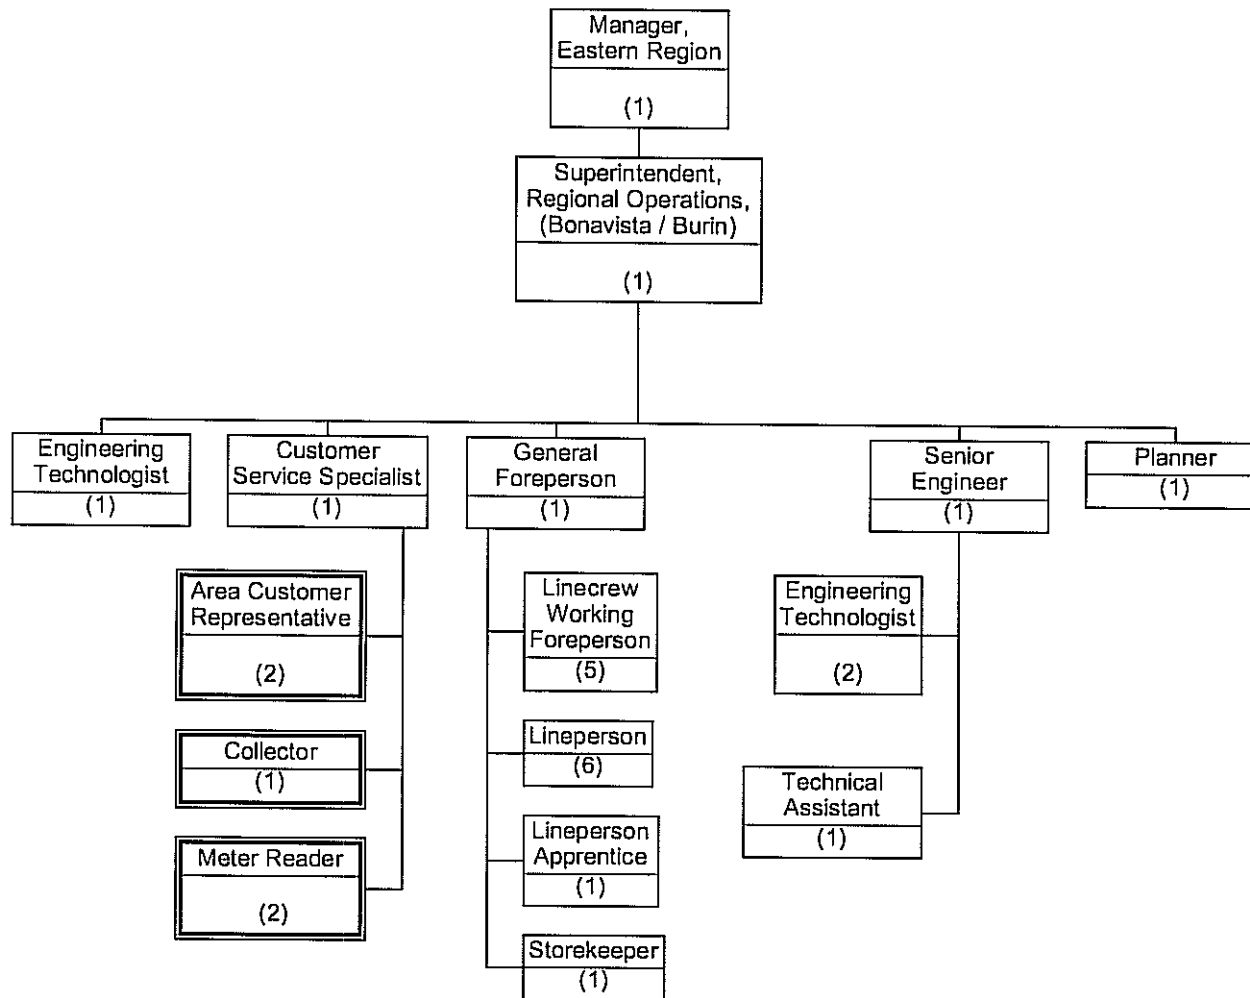 Manager,
Eastern Region
(1)
Superintendent,
Regional Operations,
(Bonavista / Burin)
(1)
Engineering
Technologist
(1)
Customer
Service Specialist
(1)
General
Foreperson
(1)
Senior
Engineer
(1)
Planner
(1)
Area Customer
Representative
(2)
Collector
(1)
Meter Reader
(2)
Linecrew
Working
Foreperson
(5)
Lineperson
(6)
Lineperson
Apprentice
(1)
Storekeeper
(1)
Engineering
Technologist
(2)
Technical
Assistant
(1)